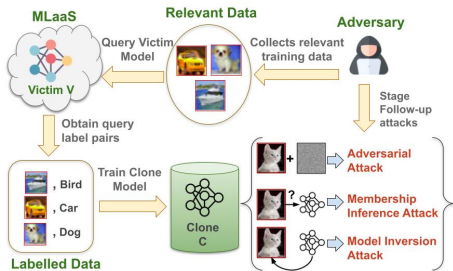 MLaaS
Relevant Data
Adversary
Query Victim
Model
Collects relevant
training data
Victim V
Stage
Follow-up
attacks
Obtain query
label pairs
, Bird
, Car
, Dog
Labelled Data
Train Clone
Model
Clone
C
+
Adversarial
Attack
?
Membership
Inference Attack
Model Inversion
Attack